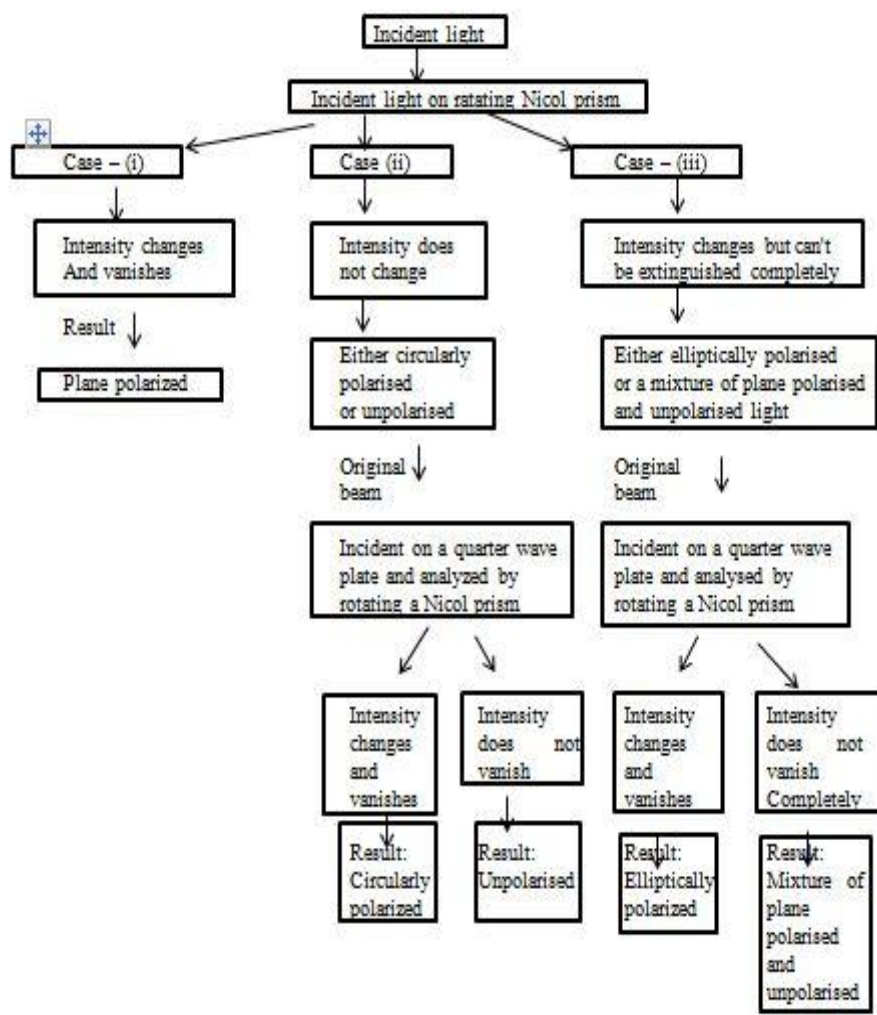 Incident light
Incident light on ratating Nicol prism
Case – (i)
Case (ii)
Case – (iii)
Intensity changes
And vanishes
Intensity does
not change
Intensity changes but can't
be extinguished completely
Result
Plane polarized
Either circularly
polarised
or unpolarised
Either elliptically polarised
or a mixture of plane polarised
and unpolarised light
Original
beam
Original
beam
Incident on a quarter wave
plate and analyzed by
rotating a Nicol prism
Incident on a quarter wave
plate and analysed by
rotating a Nicol prism
Intensity
changes
and
vanishes
Intensity
does not
vanish
Intensity
changes
and
vanishes
Intensity
does not
vanish
Completely
Result:
Circularly
polarized
Result:
Unpolarised
Result:
Elliptically
polarized
Result:
Mixture of
plane
polarised
and
unpolarised